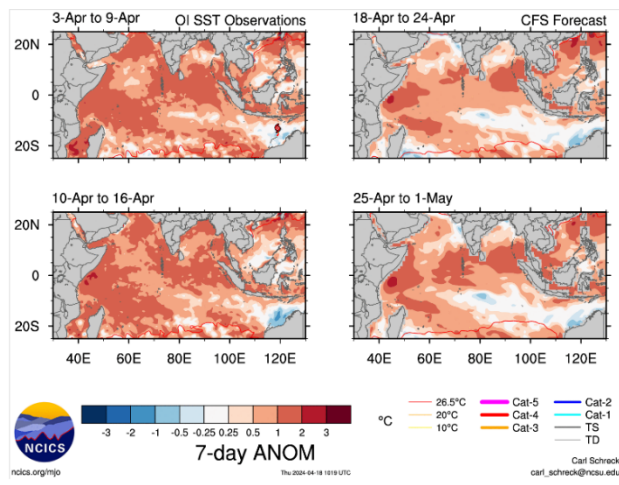 3-Apr to 9-Apr OI SST Observations
18-Apr to 24-Apr CFS Forecast
20N
0
20S
10-Apr to 16-Apr
25-Apr to 1-May
20N
0
20S
40E 60E 80E 100E 120E
40E 60E 80E 100E 120E
NCICS
ncics.org/mjo
-3 -2 -1 -0.5 -0.25 0.25 0.5 1 2 3
°C
7-day ANOM
Thu 2024-04-18 1019 UTC
26.5°C Cat-5 Cat-2
20°C Cat-4 Cat-1
10°C Cat-3 TS
TD
Carl Schreck
carl_schreck@ncsu.edu